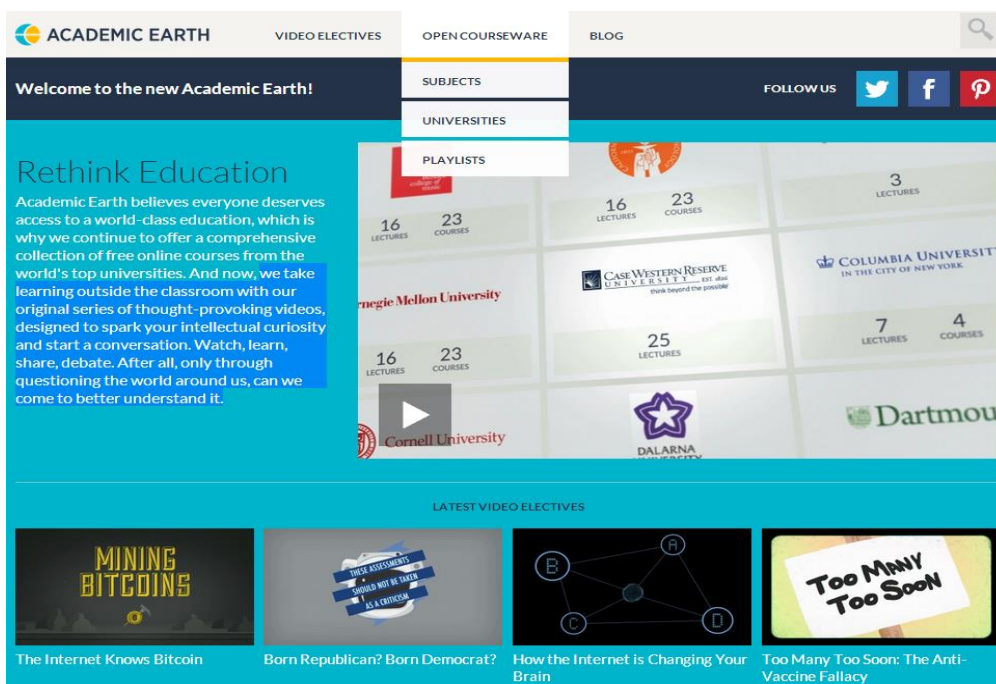 ACADEMIC EARTH
VIDEO ELECTIVES
OPEN COURSEWARE
BLOG
SUBJECTS
UNIVERSITIES
PLAYLISTS
Welcome to the new Academic Earth!
FOLLOW US
Rethink Education
Academic Earth believes everyone deserves
access to a world-class education, which is
why we continue to offer a comprehensive
collection of free online courses from the
world's top universities. And now, we take
learning outside the classroom with our
original series of thought-provoking videos,
designed to spark your intellectual curiosity
and start a conversation. Watch, learn,
share, debate. After all, only through
questioning the world around us, can we
come to better understand it.
college of
16 LECTURES 23 COURSES
16 LECTURES 23 COURSES
3 LECTURES
rnegie Mellon University
CASE WESTERN RESERVE
UNIVERSITY EST. 1826
think beyond the possible
COLUMBIA UNIVERSIT
IN THE CITY OF NEW YORK
16 LECTURES 23 COURSES
25 LECTURES
7 LECTURES 4 COURSES
Cornell University
DALARNA
UNIVERSITY
Dartmou
LATEST VIDEO ELECTIVES
MINING
BITCOINS
THESE ASSESSMENTS
SHOULD NOT BE TAKEN
AS A CRITICISM
A
B
C
D
TOO MANY
TOO SOON
The Internet Knows Bitcoin
Born Republican? Born Democrat?
How the Internet is Changing Your
Brain
Too Many Too Soon: The Anti-
Vaccine Fallacy